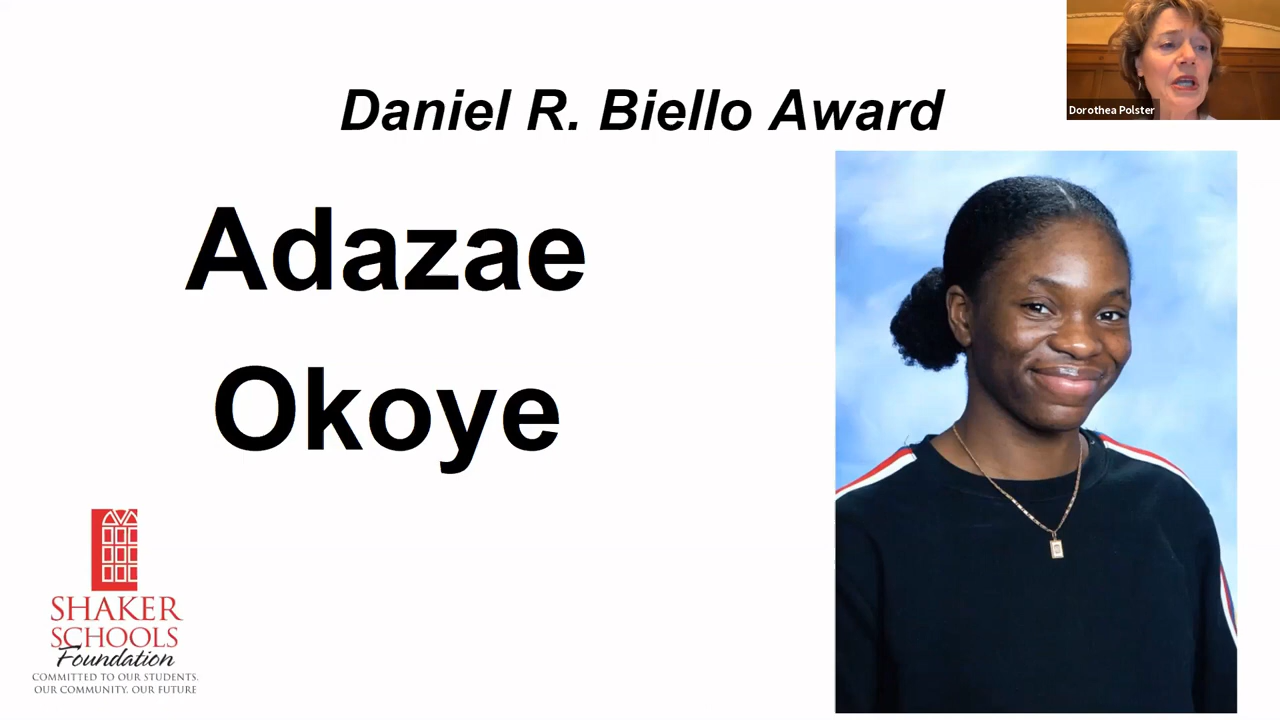 Daniel R. Biello Award
Dorothea Polster
Adazae
Okoye
SHAKER
SCHOOLS
Foundation
COMMITTED TO OUR STUDENTS.
OUR COMMUNITY. OUR FUTURE